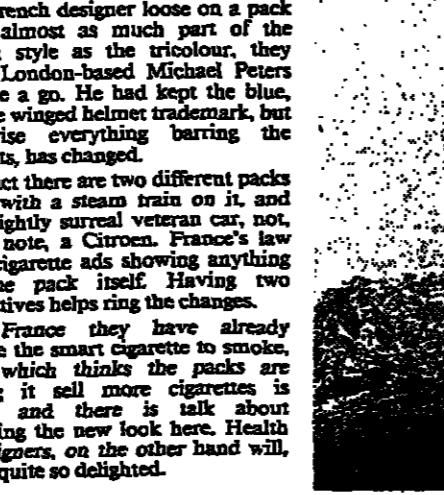 rench designer loose on a pack
almost as much part of the
style as the tricolour, they
London-based Michael Peters
e a go. He had kept the blue,
e winged helmet trademark, but
rise everything barring the
ts, has changed.
ct there are two different packs
with a steam train on it, and
ightly surreal veteran car, not,
note, a Citroen. France's law
igarette ads showing anything
e pack itself. Having two
tives helps ring the changes.
France they have already
e the smart cigarette to smoke,
which thinks the packs are
it sell more cigarettes is
and there is talk about
ing the new look here. Health
igners, on the other hand will,
quite so delighted.